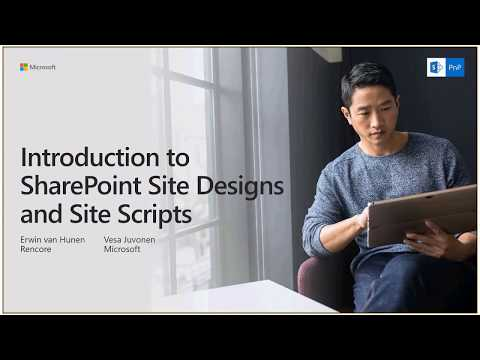 Microsoft
PnP
Introduction to
SharePoint Site Designs
and Site Scripts
Erwin van Hunen
Rencore
Vesa Juvonen
Microsoft